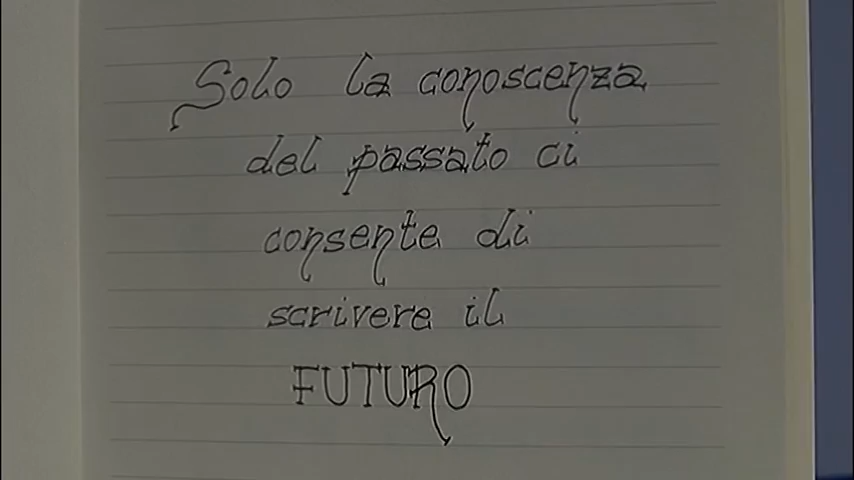 Solo la conoscenza
del passato ci
consente di
scrivere il
FUTURO